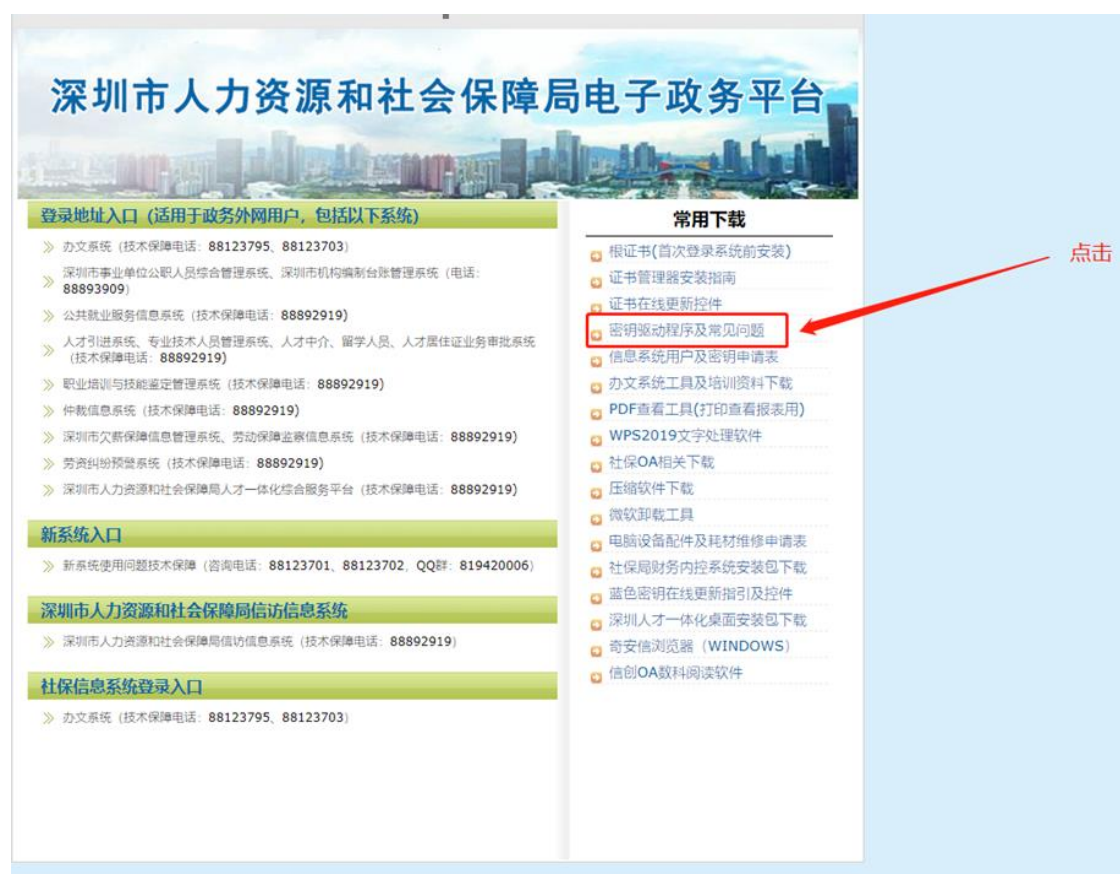 深圳市人力资源和社会保障局电子政务平台
登录地址入口（适用于政务外网用户，包括以下系统)
办文系统（技术保障电话：88123795、88123703）
深圳市事业单位公职人员综合管理系统、深圳市机构编制台账管理系统（电话：
88893909）
公共就业服务信息系统（技术保障电话：88892919)
人才引进系统、专业技术人员管理系统、人才中介、留学人员、人才居住证业务审批系统
（技术保障电话：88892919)
职业培训与技能鉴定管理系统（技术保障电话：88892919)
仲裁信息系统（技术保障电话：88892919)
深圳市欠薪保障信息管理系统、劳动保障监察信息系统（技术保障电话：88892919)
劳资纠纷预警系统（技术保障电话：88892919)
深圳市人力资源和社会保障局人才一体化综合服务平台（技术保障电话：88892919)
新系统入口
新系统使用问题技术保障（咨询电话：88123701、88123702，QQ群：819420006）
深圳市人力资源和社会保障局信访信息系统
深圳市人力资源和社会保障局信访信息系统（技术保障电话：88892919）
社保信息系统登录入口
办文系统（技术保障电话：88123795、88123703）
常用下载
根证书(首次登录系统前安装)
证书管理器安装指南
证书在线更新控件
密钥驱动程序及常见问题
信息系统用户及密钥申请表
办文系统工具及培训资料下载
PDF查看工具(打印查看报表用)
WPS2019文字处理软件
社保OA相关下载
压缩软件下载
微软卸载工具
电脑设备配件及耗材维修申请表
社保局财务内控系统安装包下载
蓝色密钥在线更新指引及控件
深圳人才一体化桌面安装包下载
奇安信浏览器（WINDOWS）
信创OA数科阅读软件
点击